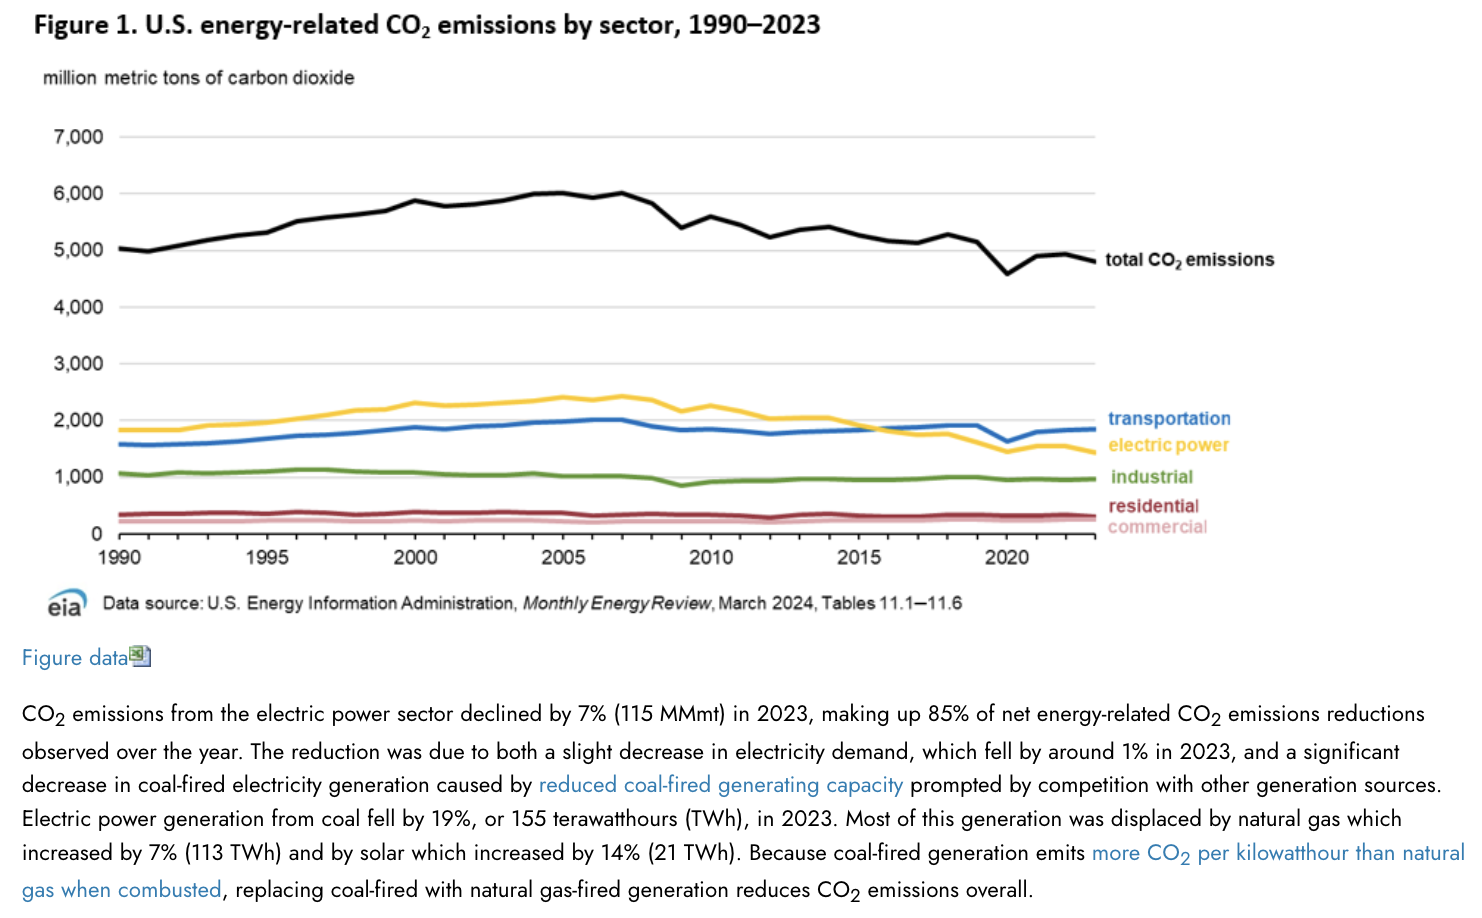 Figure 1. U.S. energy-related CO₂ emissions by sector, 1990–2023
million metric tons of carbon dioxide
7,000
6,000
5,000
total CO₂ emissions
4,000
3,000
2,000
transportation
electric power
1,000
industrial
residential
commercial
0
1990 1995 2000 2005 2010 2015 2020
eia Data source: U.S. Energy Information Administration, Monthly Energy Review, March 2024, Tables 11.1–11.6
Figure data
CO₂ emissions from the electric power sector declined by 7% (115 MMmt) in 2023, making up 85% of net energy-related CO₂ emissions reductions
observed over the year. The reduction was due to both a slight decrease in electricity demand, which fell by around 1% in 2023, and a significant
decrease in coal-fired electricity generation caused by reduced coal-fired generating capacity prompted by competition with other generation sources.
Electric power generation from coal fell by 19%, or 155 terawatthours (TWh), in 2023. Most of this generation was displaced by natural gas which
increased by 7% (113 TWh) and by solar which increased by 14% (21 TWh). Because coal-fired generation emits more CO₂ per kilowatthour than natural
gas when combusted, replacing coal-fired with natural gas-fired generation reduces CO₂ emissions overall.